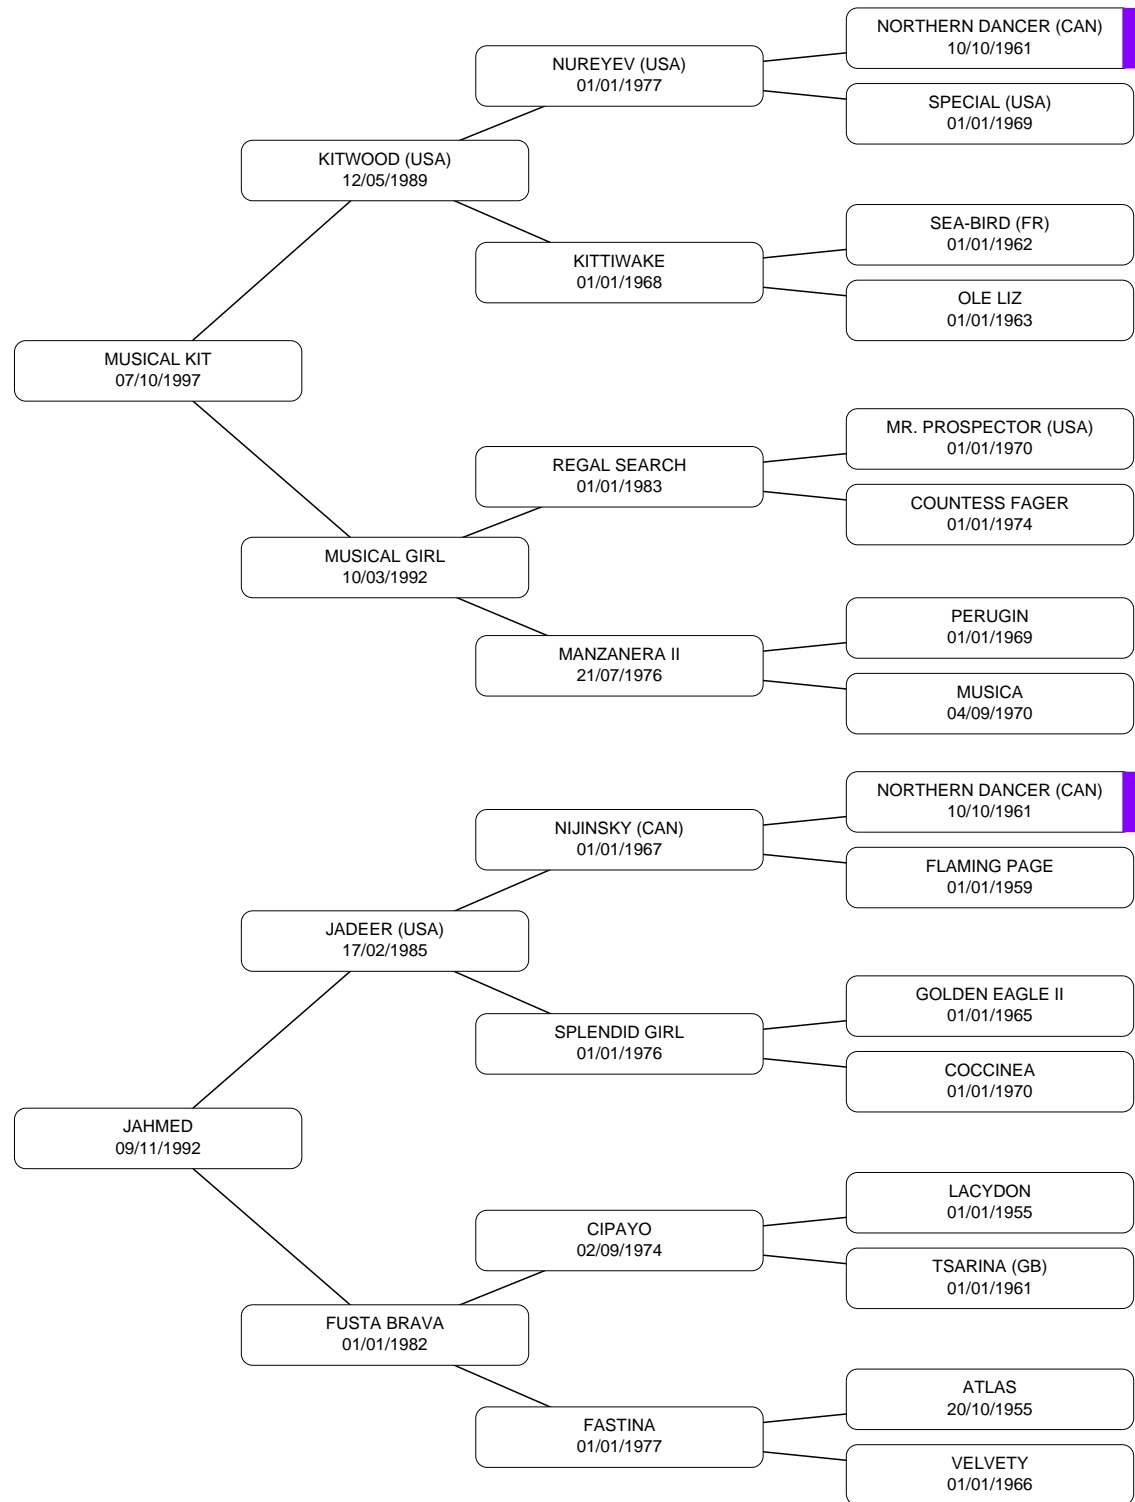 NORTHERN DANCER (CAN)
10/10/1961
NUREYEV (USA)
01/01/1977
SPECIAL (USA)
01/01/1969
KITWOOD (USA)
12/05/1989
SEA-BIRD (FR)
01/01/1962
KITTIWAKE
01/01/1968
OLE LIZ
01/01/1963
MUSICAL KIT
07/10/1997
MR. PROSPECTOR (USA)
01/01/1970
REGAL SEARCH
01/01/1983
COUNTESS FAGER
01/01/1974
MUSICAL GIRL
10/03/1992
PERUGIN
01/01/1969
MANZANERA II
21/07/1976
MUSICA
04/09/1970
NORTHERN DANCER (CAN)
10/10/1961
NIJINSKY (CAN)
01/01/1967
FLAMING PAGE
01/01/1959
JADEER (USA)
17/02/1985
GOLDEN EAGLE II
01/01/1965
SPLENDID GIRL
01/01/1976
COCCINEA
01/01/1970
JAHMED
09/11/1992
LACYDON
01/01/1955
CIPAYO
02/09/1974
TSARINA (GB)
01/01/1961
FUSTA BRAVA
01/01/1982
ATLAS
20/10/1955
FASTINA
01/01/1977
VELVETY
01/01/1966